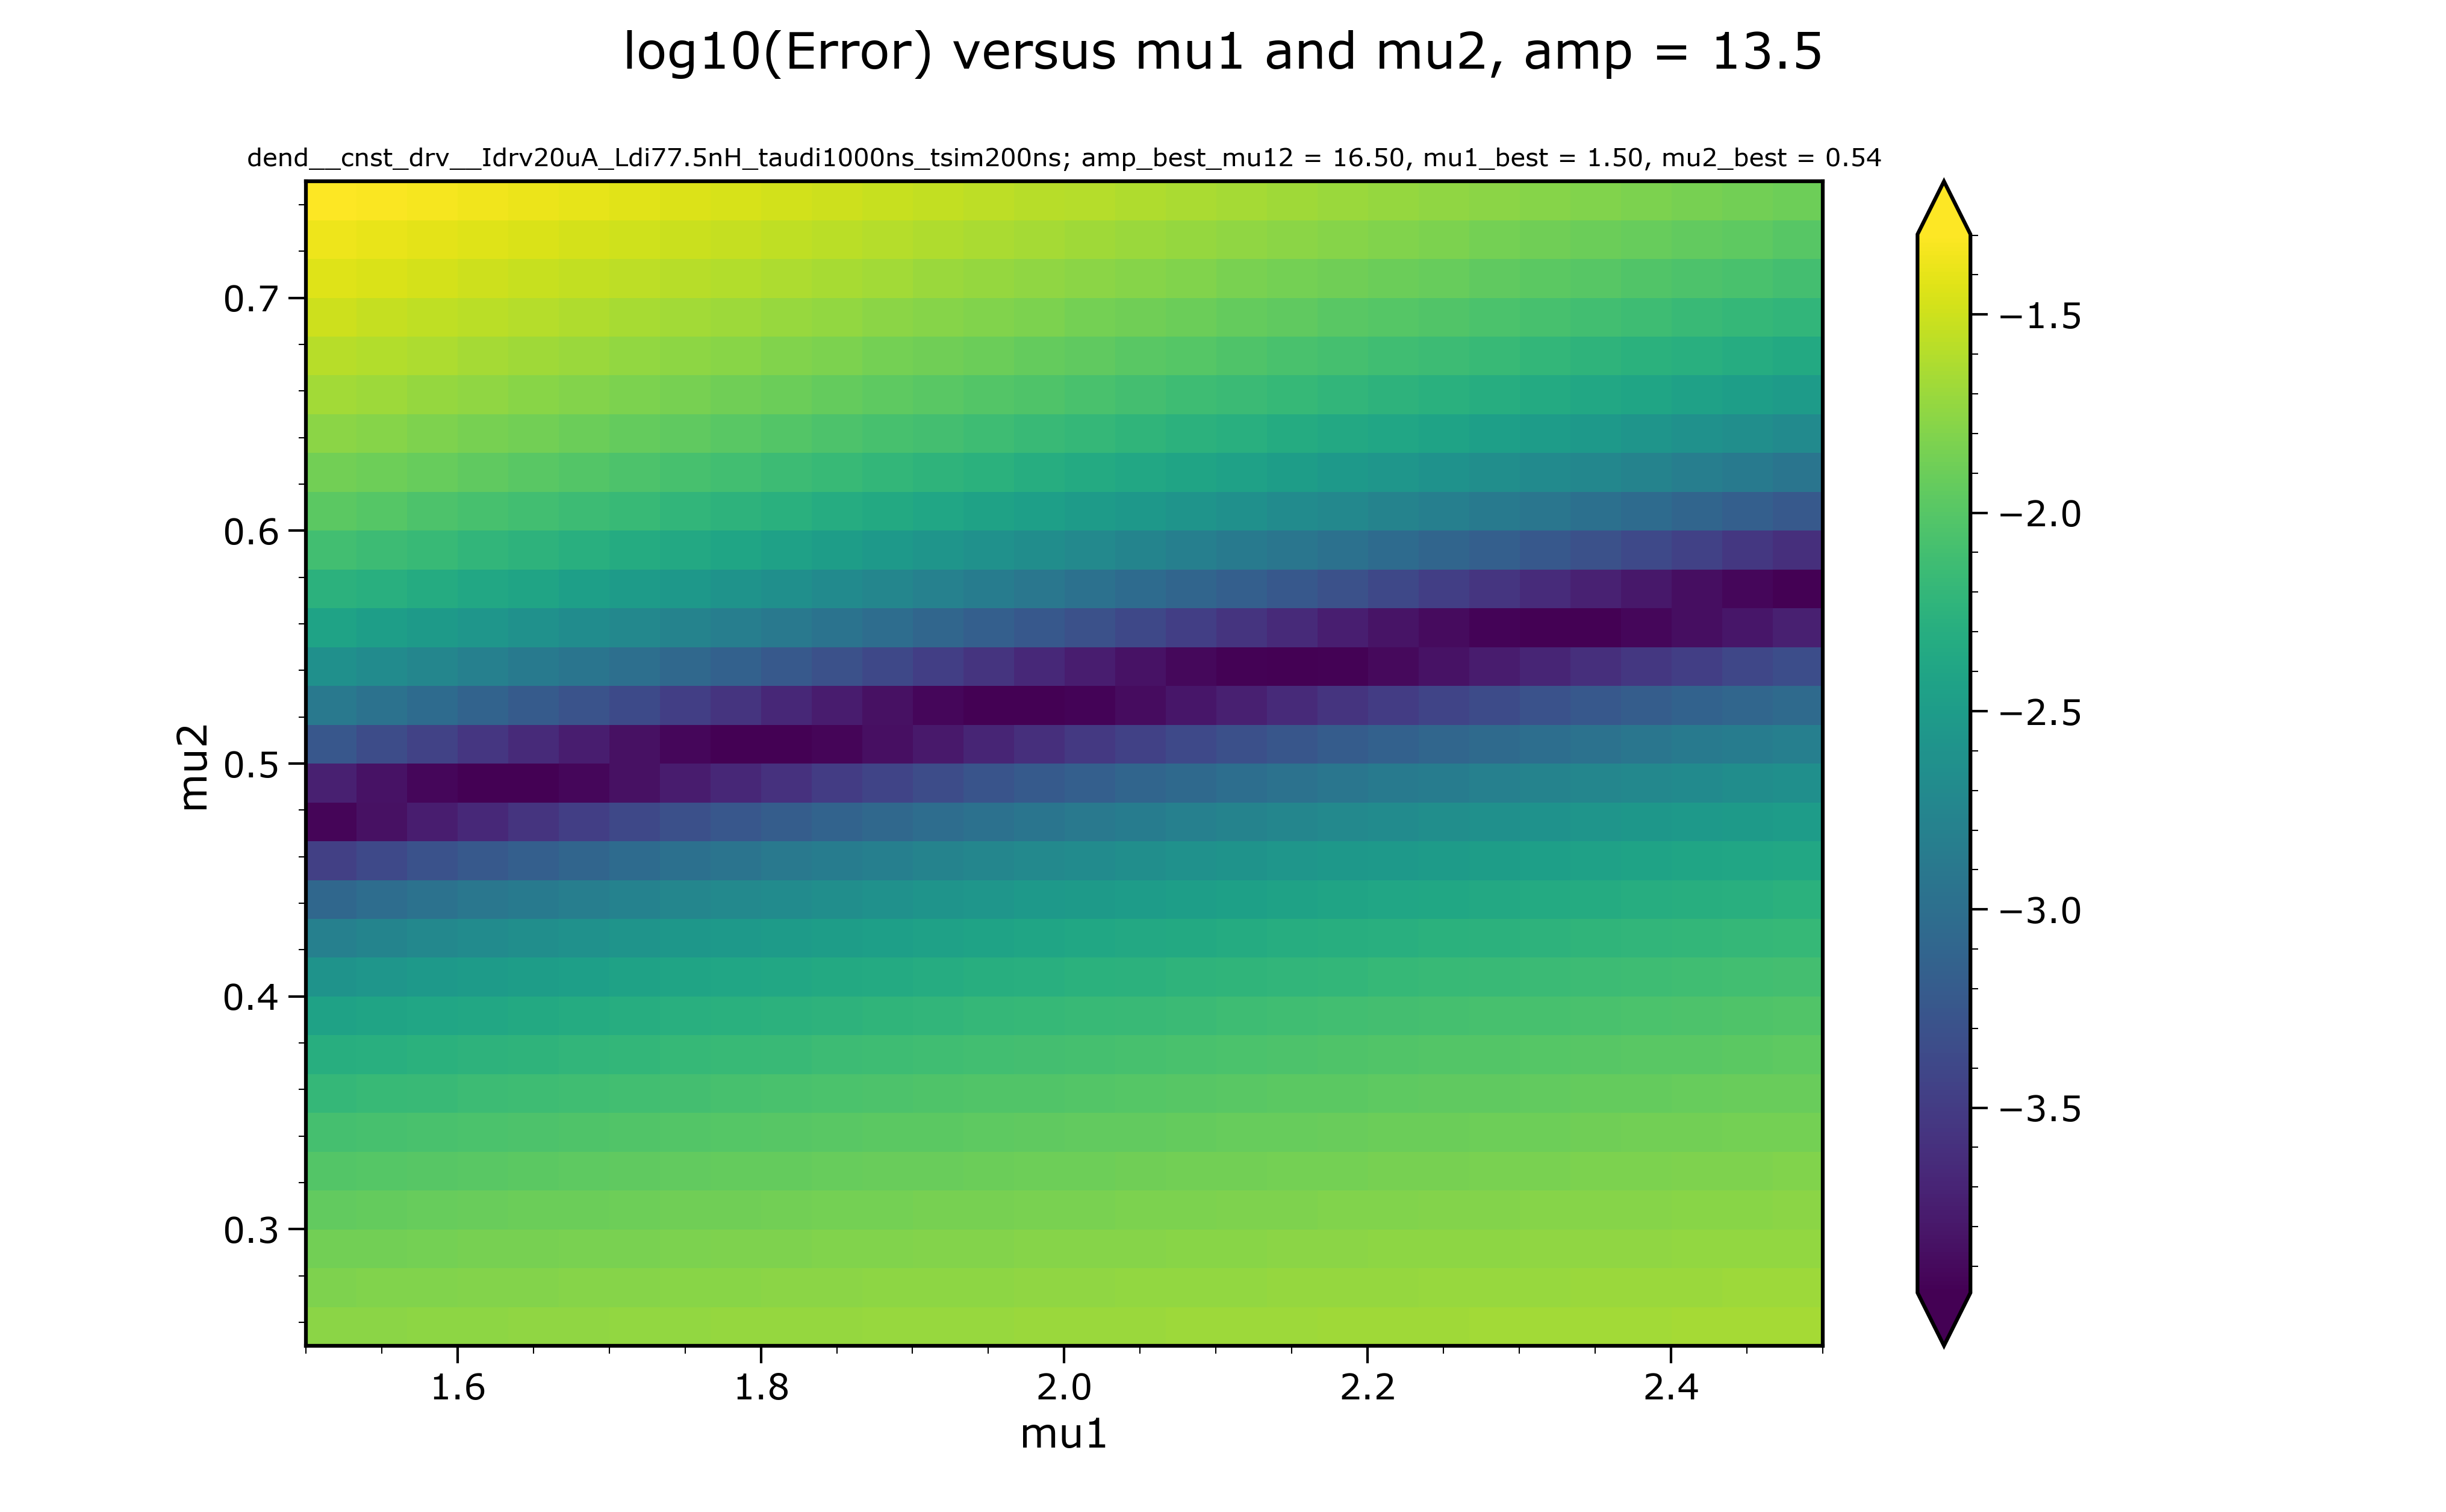 log10(Error) versus mu1 and mu2, amp = 13.5
dend__cnst_drv__Idrv20uA_Ldi77.5nH_taudi1000ns_tsim200ns; amp_best_mu12 = 16.50, mu1_best = 1.50, mu2_best = 0.54
0.7
0.6
0.5
0.4
0.3
mu2
1.6 1.8 2.0 2.2 2.4
mu1
−1.5
−2.0
−2.5
−3.0
−3.5